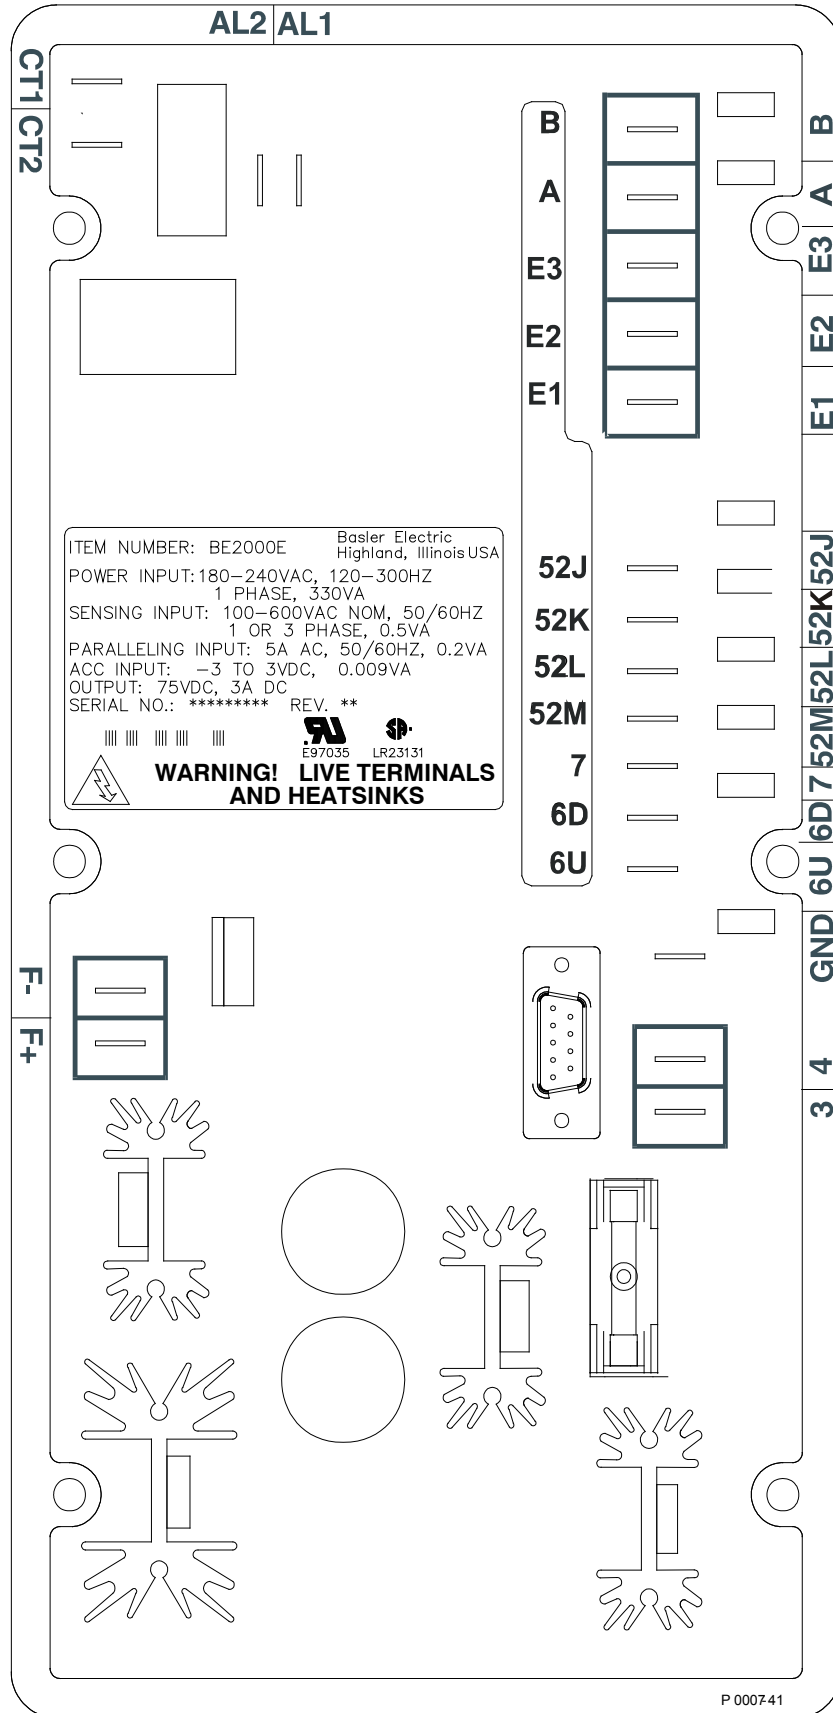 AL2 AL1
CT1
CT2
B
A
E3
E2
E1
B
A
E3
E2
E1
ITEM NUMBER: BE2000E
Basler Electric
Highland, Illinois USA
POWER INPUT: 180-240VAC, 120-300HZ
1 PHASE, 330VA
SENSING INPUT: 100-600VAC NOM, 50/60HZ
1 OR 3 PHASE, 0.5VA
PARALLELING INPUT: 5A AC, 50/60HZ, 0.2VA
ACC INPUT: -3 TO 3VDC, 0.009VA
OUTPUT: 75VDC, 3A DC
SERIAL NO.: ********* REV. **
E97035 LR23131
WARNING! LIVE TERMINALS
AND HEATSINKS
52J
52K
52L
52M
7
6D
6U
52J
52K
52L
52M
7
6D
6U
GND
F-
F+
4
3
P 0007-41